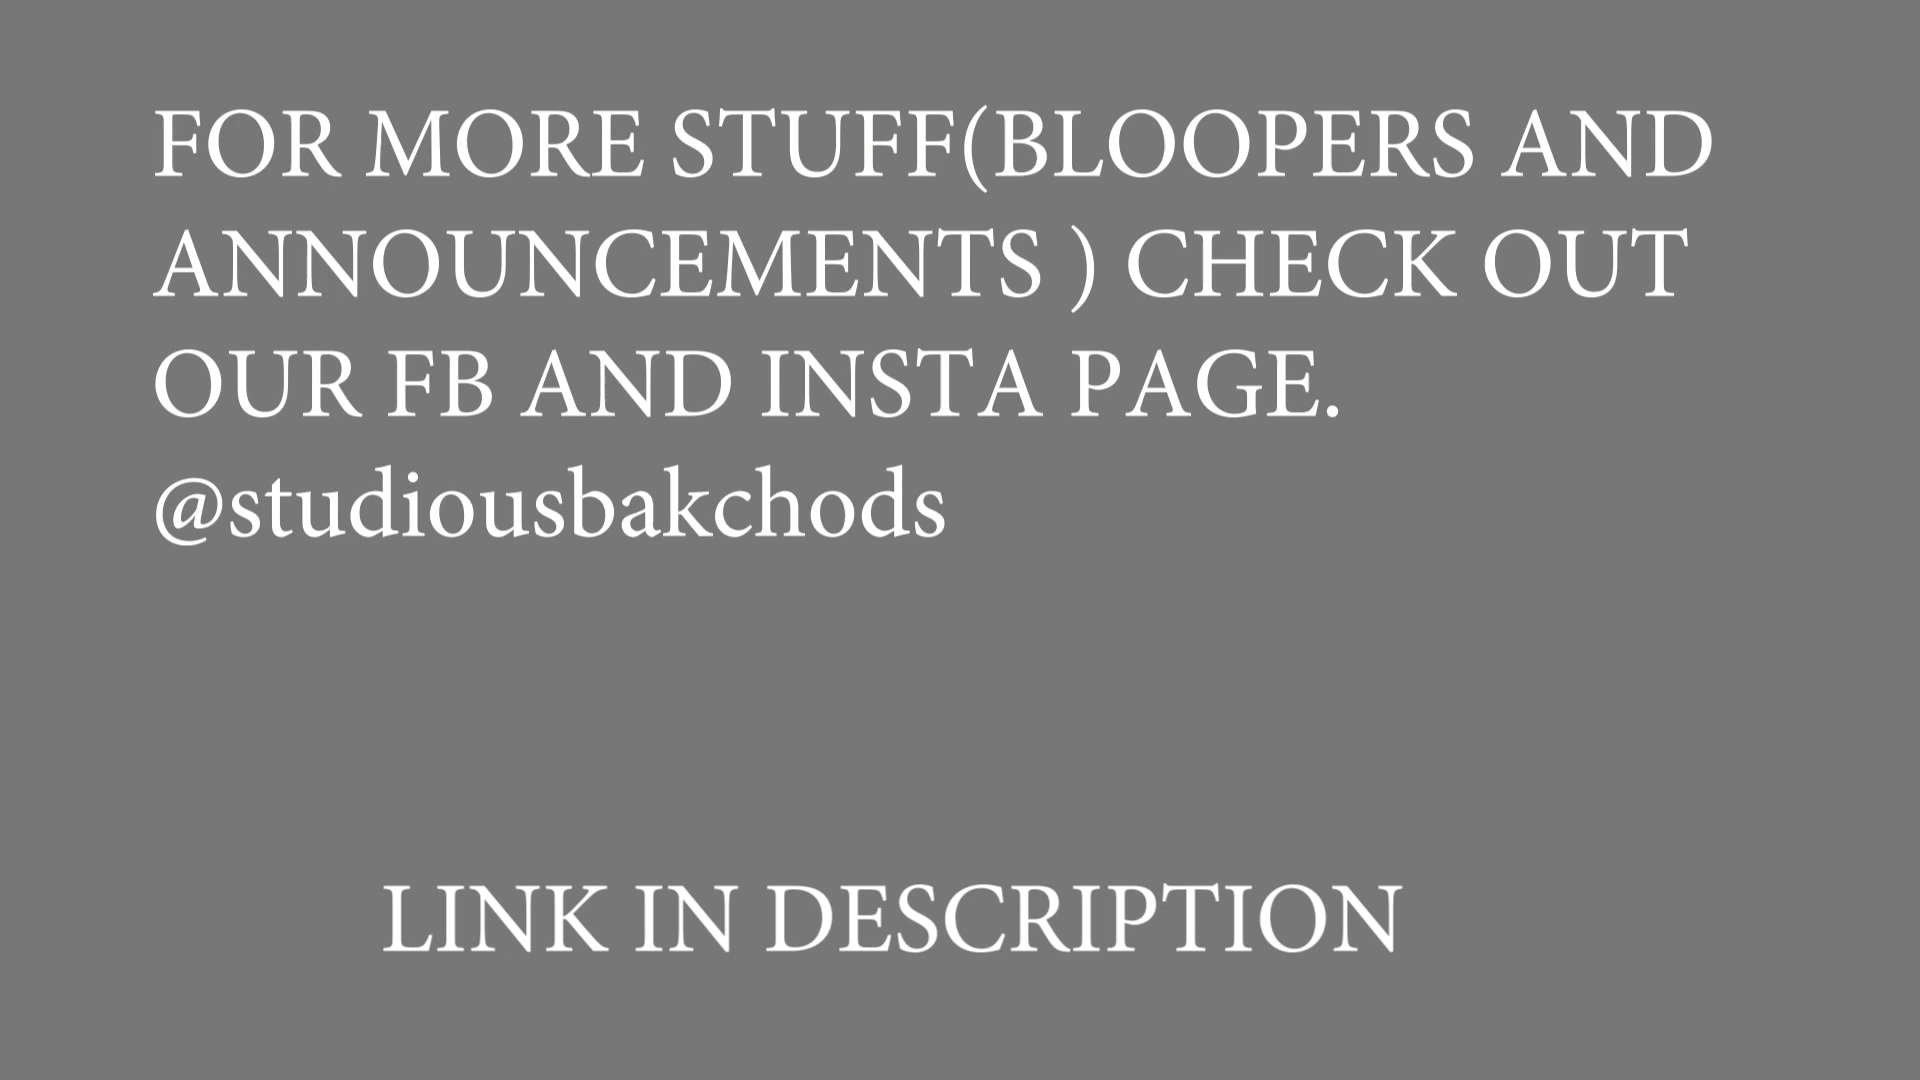 FOR MORE STUFF(BLOOPERS AND
ANNOUNCEMENTS ) CHECK OUT
OUR FB AND INSTA PAGE.
@studiousbakchods
LINK IN DESCRIPTION